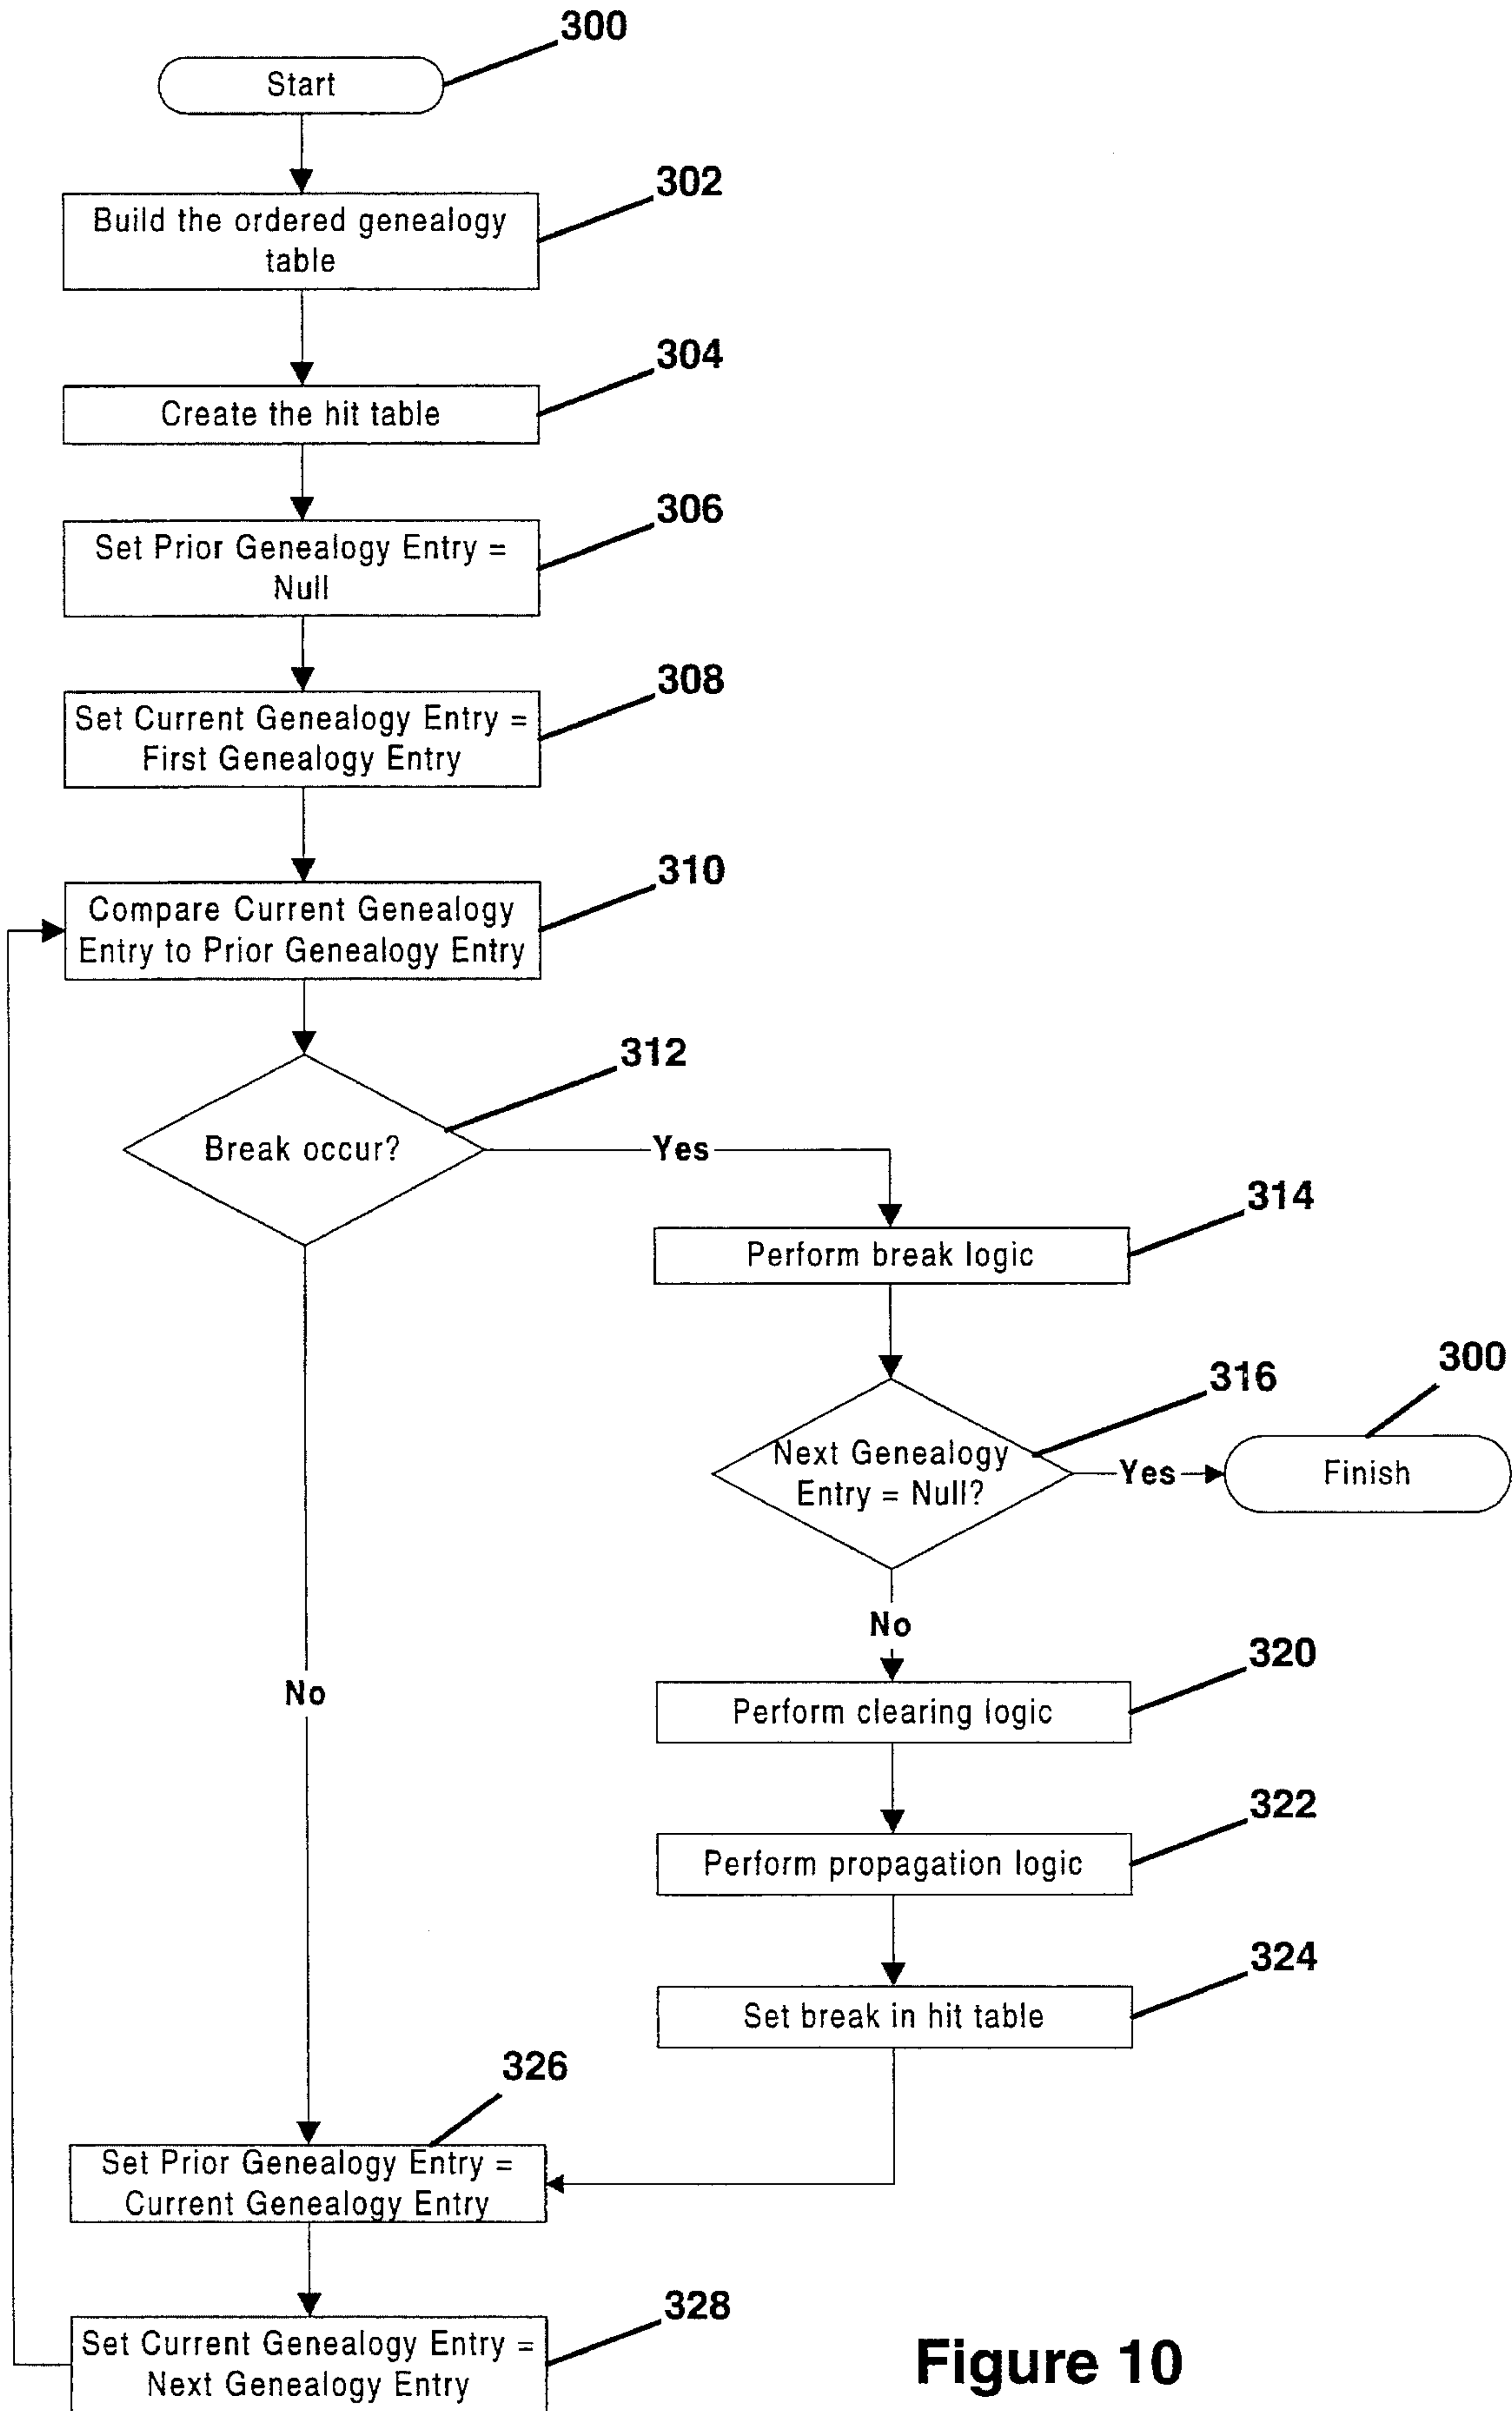 300
Start
302
Build the ordered genealogy
table
304
Create the hit table
306
Set Prior Genealogy Entry =
Null
308
Set Current Genealogy Entry =
First Genealogy Entry
310
Compare Current Genealogy
Entry to Prior Genealogy Entry
312
Break occur?
Yes
314
Perform break logic
316
Next Genealogy
Entry = Null?
Yes
300
Finish
No
320
Perform clearing logic
322
Perform propagation logic
324
Set break in hit table
No
326
Set Prior Genealogy Entry =
Current Genealogy Entry
328
Set Current Genealogy Entry =
Next Genealogy Entry
Figure 10